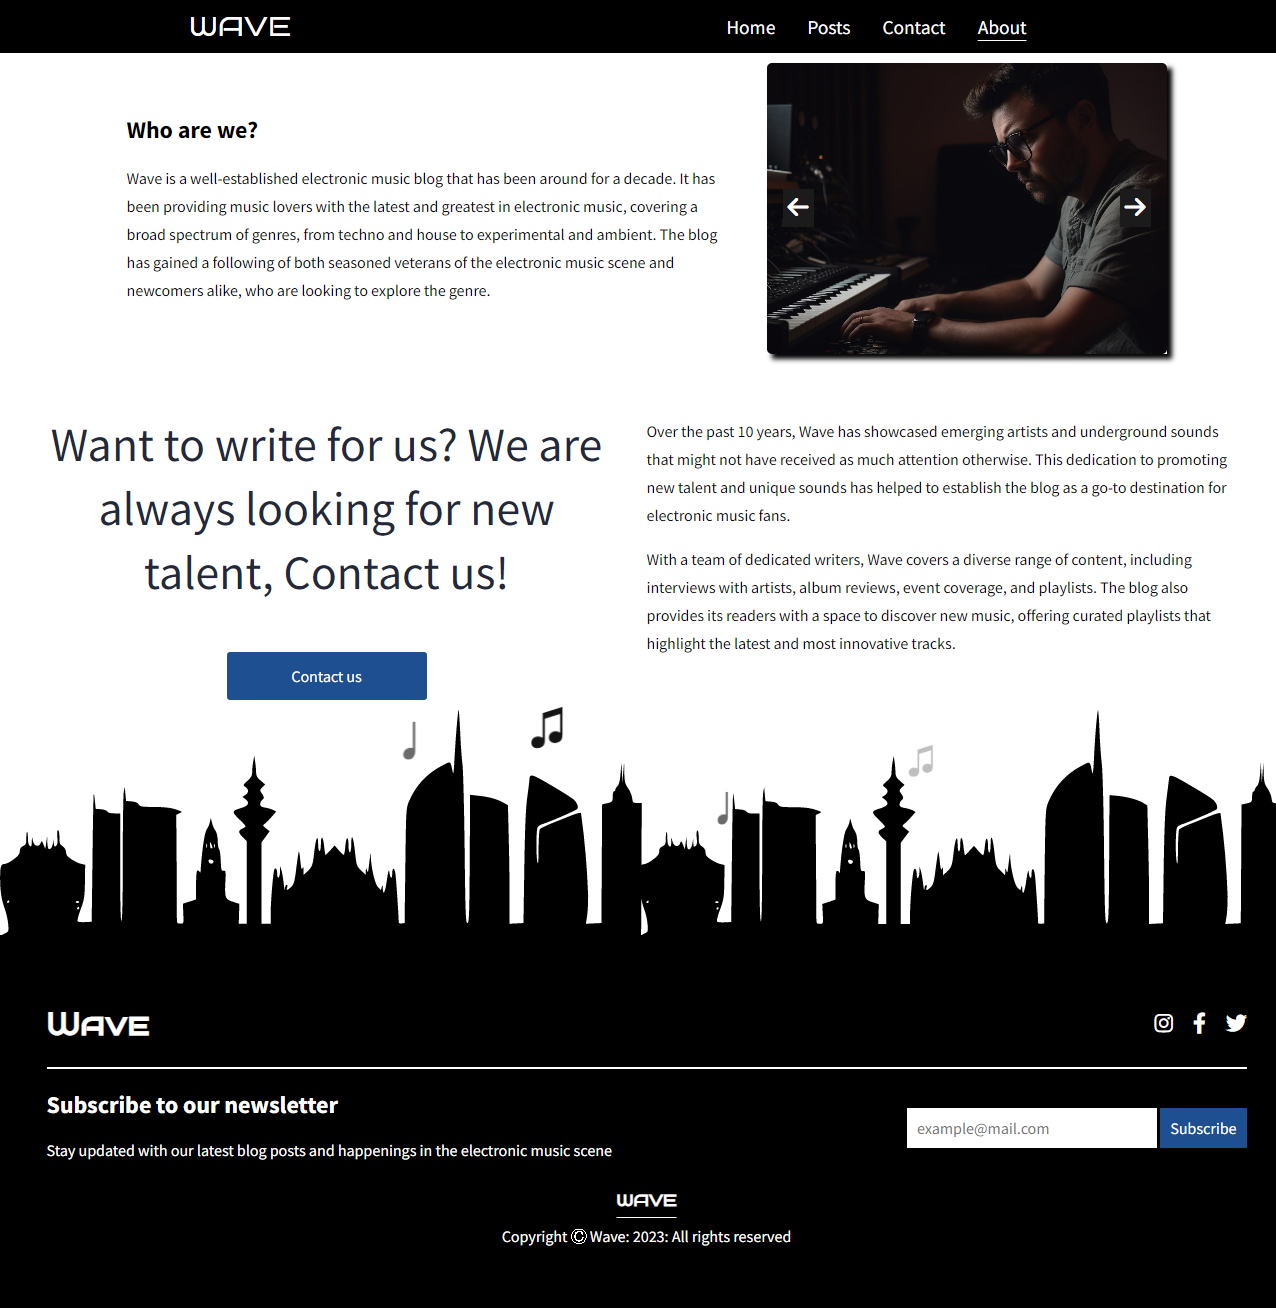 WAVE
Home Posts Contact About
Who are we?
Wave is a well-established electronic music blog that has been around for a decade. It has
been providing music lovers with the latest and greatest in electronic music, covering a
broad spectrum of genres, from techno and house to experimental and ambient. The blog
has gained a following of both seasoned veterans of the electronic music scene and
newcomers alike, who are looking to explore the genre.
Want to write for us? We are
always looking for new
talent, Contact us!
Contact us
Over the past 10 years, Wave has showcased emerging artists and underground sounds
that might not have received as much attention otherwise. This dedication to promoting
new talent and unique sounds has helped to establish the blog as a go-to destination for
electronic music fans.
With a team of dedicated writers, Wave covers a diverse range of content, including
interviews with artists, album reviews, event coverage, and playlists. The blog also
provides its readers with a space to discover new music, offering curated playlists that
highlight the latest and most innovative tracks.
WAVE
Subscribe to our newsletter
Stay updated with our latest blog posts and happenings in the electronic music scene
example@mail.com
Subscribe
WAVE
Copyright © Wave: 2023: All rights reserved